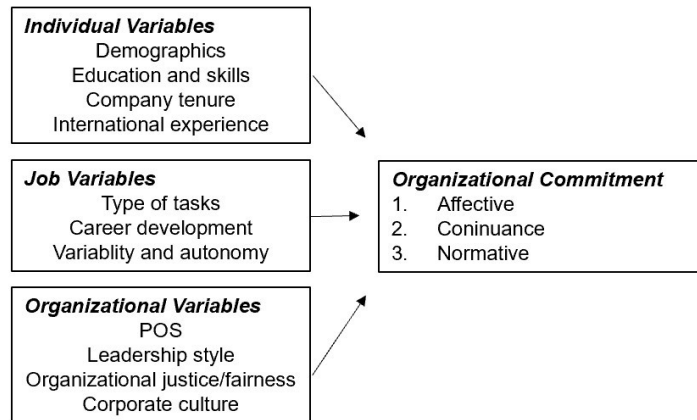 Individual Variables
Demographics
Education and skills
Company tenure
International experience
Job Variables
Type of tasks
Career development
Variablity and autonomy
Organizational Variables
POS
Leadership style
Organizational justice/fairness
Corporate culture
Organizational Commitment
1. Affective
2. Coninuance
3. Normative